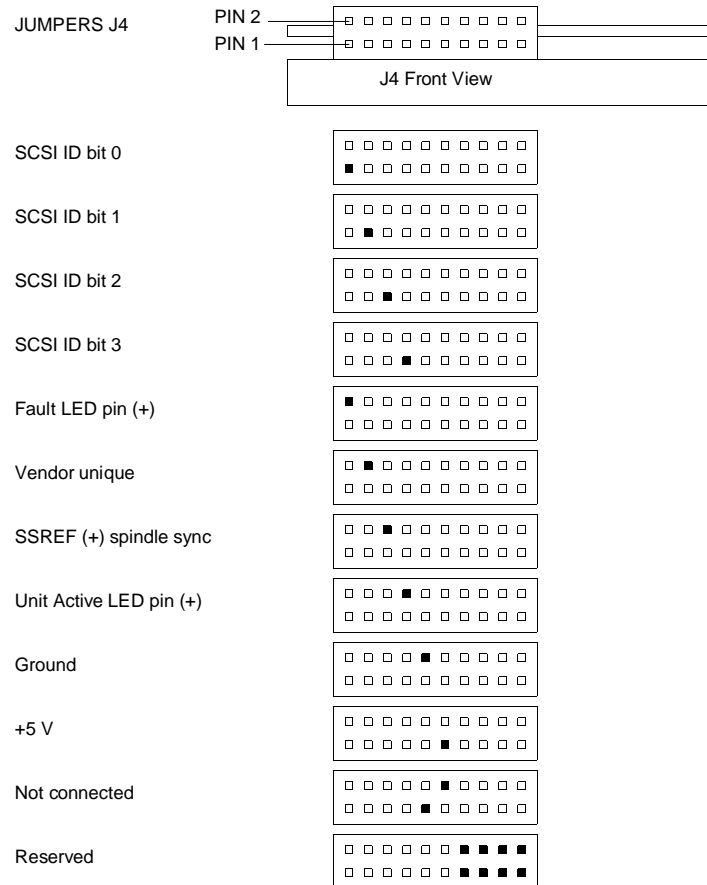 JUMPERS J4
PIN 2
PIN 1
J4 Front View
SCSI ID bit 0
SCSI ID bit 1
SCSI ID bit 2
SCSI ID bit 3
Fault LED pin (+)
Vendor unique
SSREF (+) spindle sync
Unit Active LED pin (+)
Ground
+5 V
Not connected
Reserved